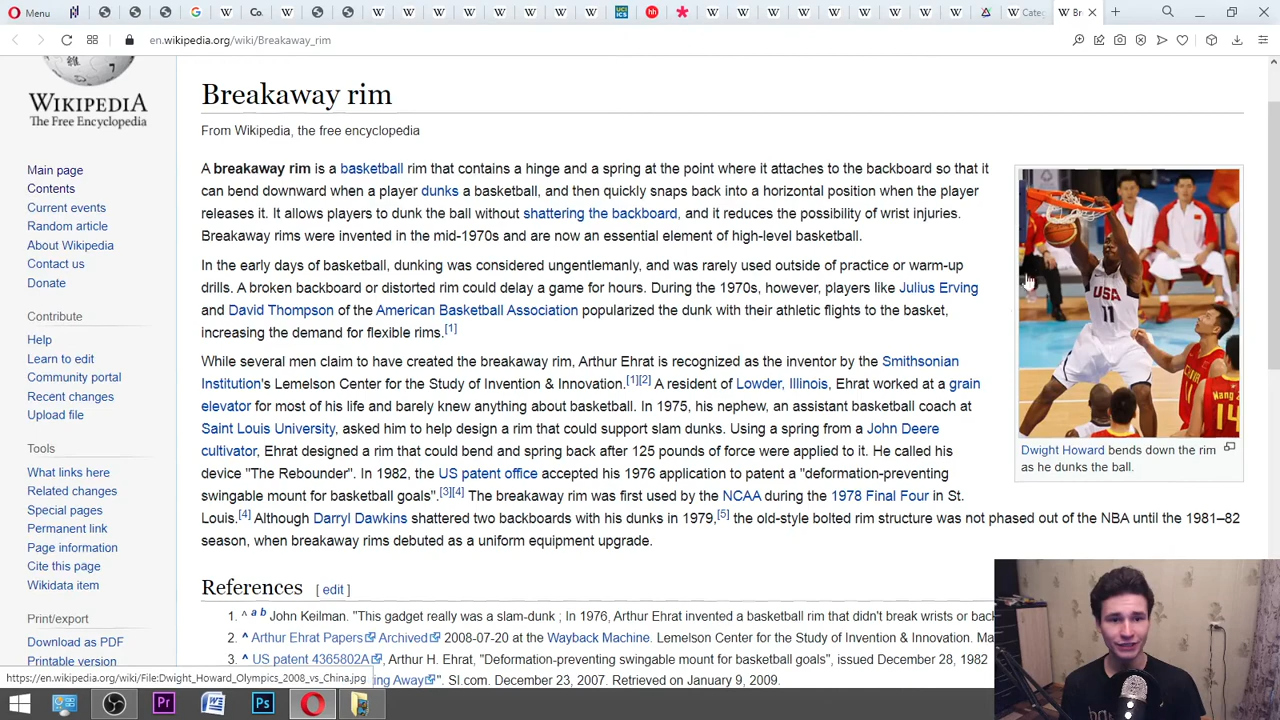 Menu
Co.
UCI
ICS
hh
Categ
Br
en.wikipedia.org/wiki/Breakaway_rim
WIKIPEDIA
The Free Encyclopedia
Main page
Contents
Current events
Random article
About Wikipedia
Contact us
Donate
Contribute
Help
Learn to edit
Community portal
Recent changes
Upload file
Tools
What links here
Related changes
Special pages
Permanent link
Page information
Cite this page
Wikidata item
Print/export
Download as PDF
Printable version
Breakaway rim
From Wikipedia, the free encyclopedia
A breakaway rim is a basketball rim that contains a hinge and a spring at the point where it attaches to the backboard so that it
can bend downward when a player dunks a basketball, and then quickly snaps back into a horizontal position when the player
releases it. It allows players to dunk the ball without shattering the backboard, and it reduces the possibility of wrist injuries.
Breakaway rims were invented in the mid-1970s and are now an essential element of high-level basketball.
In the early days of basketball, dunking was considered ungentlemanly, and was rarely used outside of practice or warm-up
drills. A broken backboard or distorted rim could delay a game for hours. During the 1970s, however, players like Julius Erving
and David Thompson of the American Basketball Association popularized the dunk with their athletic flights to the basket,
increasing the demand for flexible rims.[1]
While several men claim to have created the breakaway rim, Arthur Ehrat is recognized as the inventor by the Smithsonian
Institution's Lemelson Center for the Study of Invention & Innovation.[1][2] A resident of Lowder, Illinois, Ehrat worked at a grain
elevator for most of his life and barely knew anything about basketball. In 1975, his nephew, an assistant basketball coach at
Saint Louis University, asked him to help design a rim that could support slam dunks. Using a spring from a John Deere
cultivator, Ehrat designed a rim that could bend and spring back after 125 pounds of force were applied to it. He called his
device "The Rebounder". In 1982, the US patent office accepted his 1976 application to patent a "deformation-preventing
swingable mount for basketball goals".[3][4] The breakaway rim was first used by the NCAA during the 1978 Final Four in St.
Louis.[4] Although Darryl Dawkins shattered two backboards with his dunks in 1979,[5] the old-style bolted rim structure was not phased out of the NBA until the 1981–82
season, when breakaway rims debuted as a uniform equipment upgrade.
USA
11
14
Dwight Howard bends down the rim
as he dunks the ball.
References [ edit ]
1. ^ a b John Keilman. "This gadget really was a slam-dunk ; In 1976, Arthur Ehrat invented a basketball rim that didn't break wrists or bac
2. ^ Arthur Ehrat Papers Archived 2008-07-20 at the Wayback Machine. Lemelson Center for the Study of Invention & Innovation. Ma
3. ^ US patent 4365802A, Arthur H. Ehrat, "Deformation-preventing swingable mount for basketball goals", issued December 28, 1982
ing Away". SI.com. December 23, 2007. Retrieved on January 9, 2009.
https://en.wikipedia.org/wiki/File:Dwight_Howard_Olympics_2008_vs_China.jpg
Pr
W
Ps